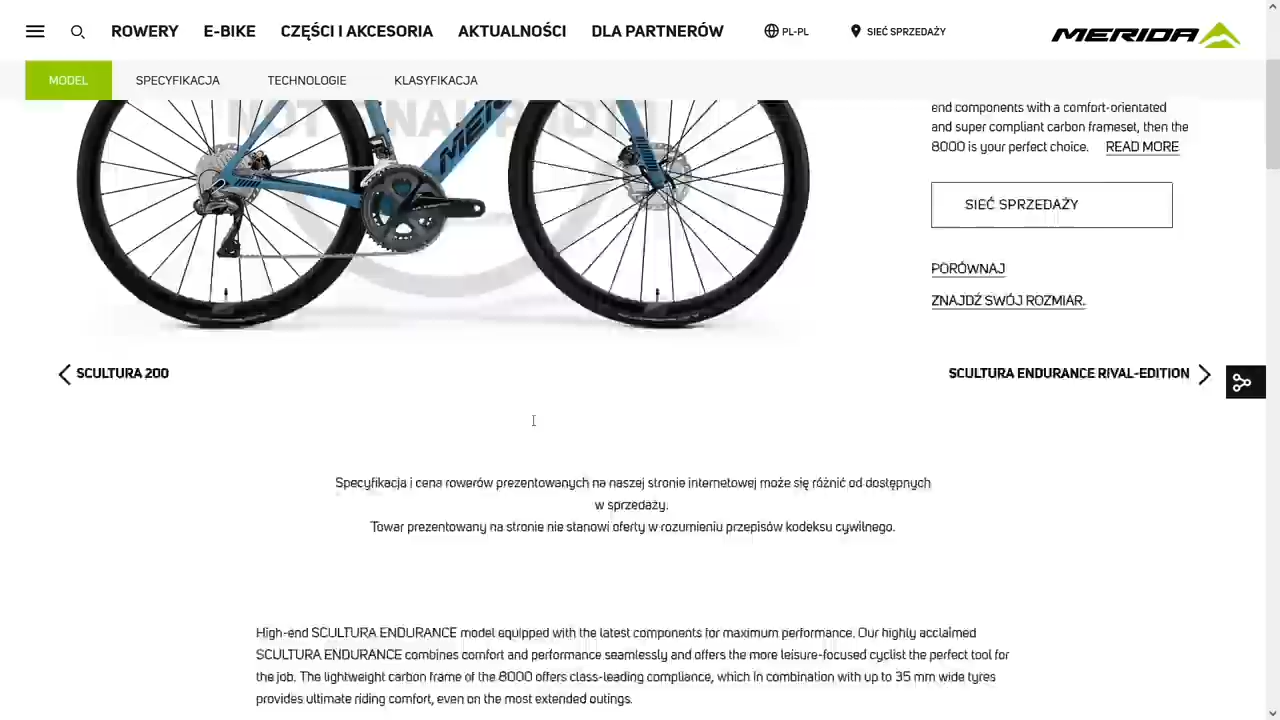 ROWERY E-BIKE CZĘŚCI I AKCESORIA AKTUALNOŚCI DLA PARTNERÓW PL-PL SIEĆ SPRZEDAŻY MERIDA
MODEL SPECYFIKACJA TECHNOLOGIE KLASYFIKACJA
end components with a comfort-orientated
and super compliant carbon frameset, then the
8000 is your perfect choice. READ MORE
SIEĆ SPRZEDAŻY
PORÓWNAJ
ZNAJDŹ SWÓJ ROZMIAR.
SCULTURA 200
SCULTURA ENDURANCE RIVAL-EDITION
Specyfikacja i cena rowerów prezentowanych na naszej stronie internetowej może się różnić od dostępnych
w sprzedaży.
Towar prezentowany na stronie nie stanowi oferty w rozumieniu przepisów kodeksu cywilnego.
High-end SCULTURA ENDURANCE model equipped with the latest components for maximum performance. Our highly acclaimed
SCULTURA ENDURANCE combines comfort and performance seamlessly and offers the more leisure-focused cyclist the perfect tool for
the job. The lightweight carbon frame of the 8000 offers class-leading compliance, which in combination with up to 35 mm wide tyres
provides ultimate riding comfort, even on the most extended outings.